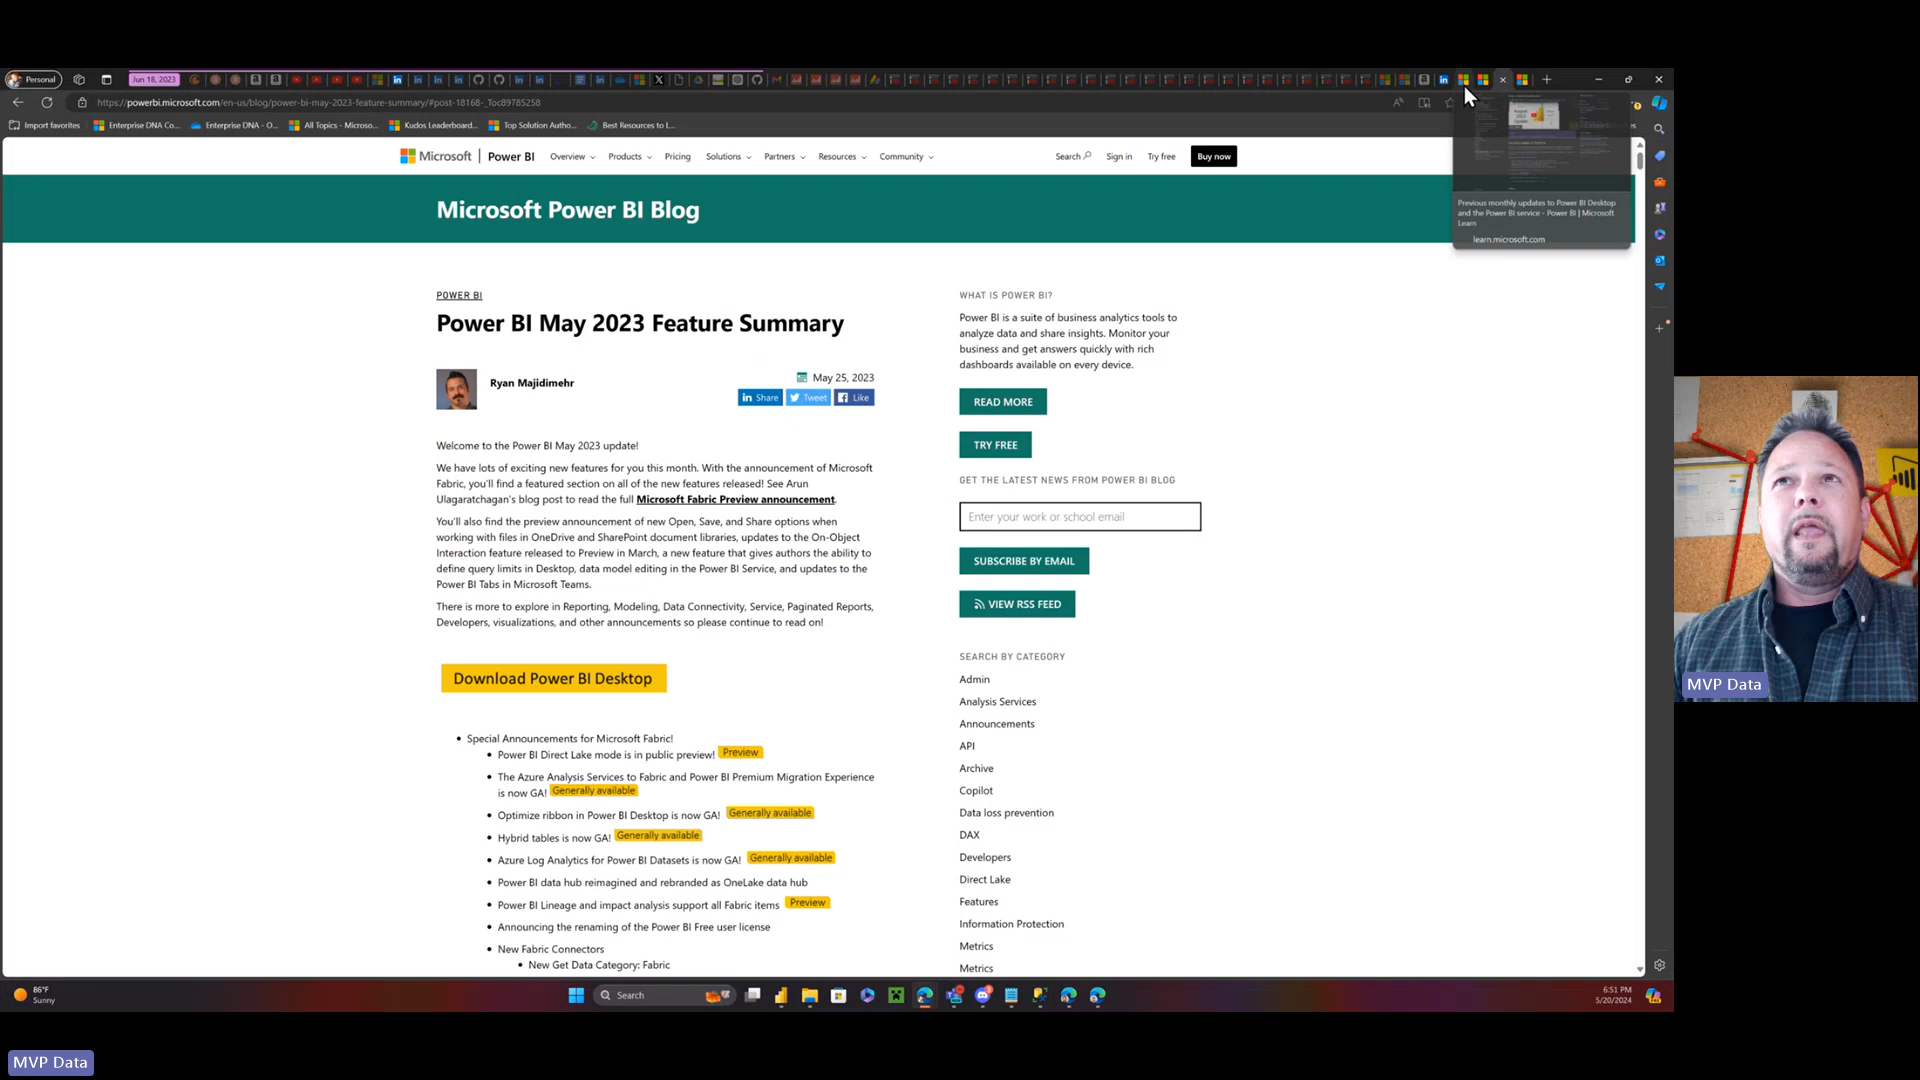 Personal
Jun 18, 2023
https://powerbi.microsoft.com/en-us/blog/power-bi-may-2023-feature-summary/#post-18168-_Toc89785258
Import favorites
Enterprise DNA Co...
Enterprise DNA - O...
All Topics - Microso...
Kudos Leaderboard...
Top Solution Autho...
Best Resources to L...
Microsoft | Power BI
Overview
Products
Pricing
Solutions
Partners
Resources
Community
Search
Sign in
Try free
Buy now
Previous monthly updates to Power BI Desktop
and the Power BI service - Power BI | Microsoft
Learn
learn.microsoft.com
Microsoft Power BI Blog
POWER BI
Power BI May 2023 Feature Summary
Ryan Majidimehr
May 25, 2023
in Share
Tweet
Like
Welcome to the Power BI May 2023 update!
We have lots of exciting new features for you this month. With the announcement of Microsoft
Fabric, you'll find a featured section on all of the new features released! See Arun
Ulagaratchagan's blog post to read the full Microsoft Fabric Preview announcement.
You'll also find the preview announcement of new Open, Save, and Share options when
working with files in OneDrive and SharePoint document libraries, updates to the On-Object
Interaction feature released to Preview in March, a new feature that gives authors the ability to
define query limits in Desktop, data model editing in the Power BI Service, and updates to the
Power BI Tabs in Microsoft Teams.
There is more to explore in Reporting, Modeling, Data Connectivity, Service, Paginated Reports,
Developers, visualizations, and other announcements so please continue to read on!
Download Power BI Desktop
• Special Announcements for Microsoft Fabric!
• Power BI Direct Lake mode is in public preview! Preview
• The Azure Analysis Services to Fabric and Power BI Premium Migration Experience
is now GA! Generally available
• Optimize ribbon in Power BI Desktop is now GA! Generally available
• Hybrid tables is now GA! Generally available
• Azure Log Analytics for Power BI Datasets is now GA! Generally available
• Power BI data hub reimagined and rebranded as OneLake data hub
• Power BI Lineage and impact analysis support all Fabric items Preview
• Announcing the renaming of the Power BI Free user license
• New Fabric Connectors
• New Get Data Category: Fabric
WHAT IS POWER BI?
Power BI is a suite of business analytics tools to
analyze data and share insights. Monitor your
business and get answers quickly with rich
dashboards available on every device.
READ MORE
TRY FREE
GET THE LATEST NEWS FROM POWER BI BLOG
Enter your work or school email
SUBSCRIBE BY EMAIL
VIEW RSS FEED
SEARCH BY CATEGORY
Admin
Analysis Services
Announcements
API
Archive
Copilot
Data loss prevention
DAX
Developers
Direct Lake
Features
Information Protection
Metrics
Metrics
MVP Data
86°F
Sunny
Search
6:51 PM
5/20/2024
MVP Data